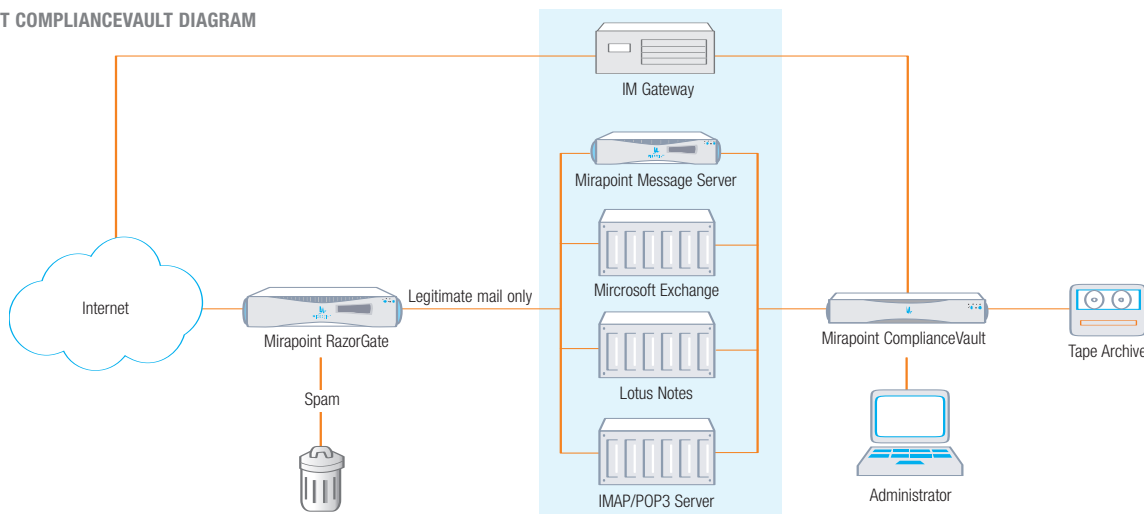 T COMPLIANCEVAULT DIAGRAM
IM Gateway
Mirapoint Message Server
Mircrosoft Exchange
Internet
Legitimate mail only
Mirapoint RazorGate
Mirapoint ComplianceVault
Tape Archive
Lotus Notes
Spam
IMAP/POP3 Server
Administrator